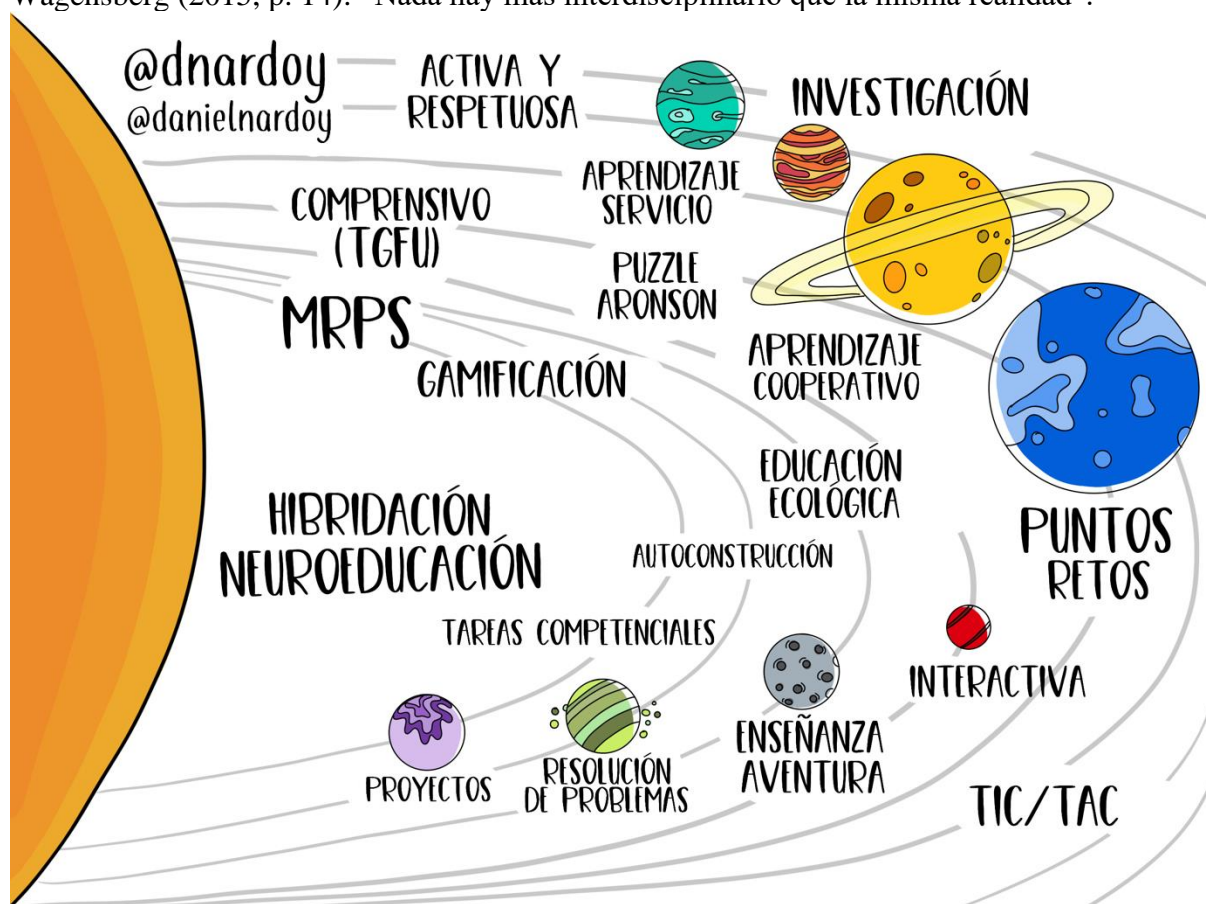 Wagensberg (2015, p. 14): "Nada hay más interdisciplinario que la misma realidad".
@dnardoy
@danielnardoy
ACTIVA Y
RESPETUOSA
INVESTIGACIÓN
APRENDIZAJE
SERVICIO
COMPRENSIVO
(TGFU)
PUZZLE
ARONSON
MRPS
GAMIFICACIÓN
APRENDIZAJE
COOPERATIVO
EDUCACIÓN
ECOLÓGICA
HIBRIDACIÓN
NEUROEDUCACIÓN
PUNTOS
RETOS
AUTOCONSTRUCCIÓN
TAREAS COMPETENCIALES
INTERACTIVA
PROYECTOS
RESOLUCIÓN
DE PROBLEMAS
ENSEÑANZA
AVENTURA
TIC/TAC